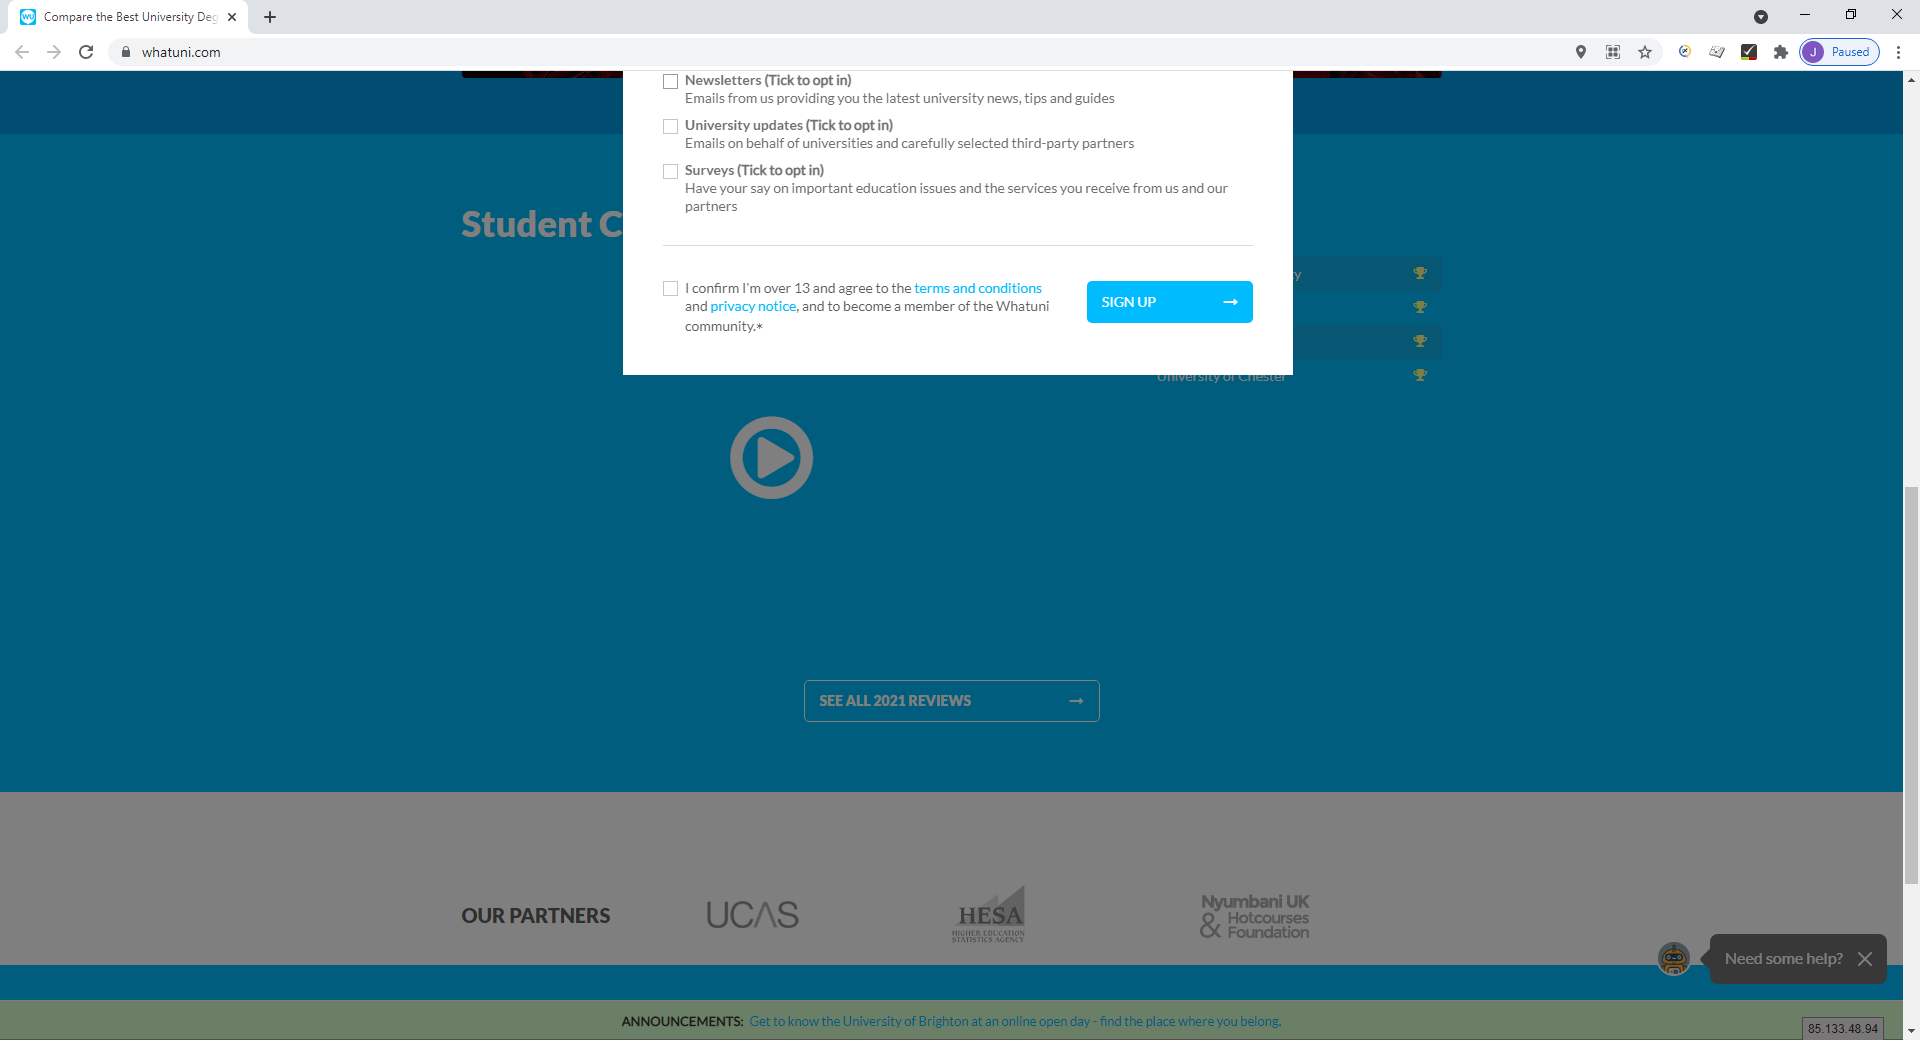 Compare the Best University Deg
whatuni.com
J Paused
Newsletters (Tick to opt in)
Emails from us providing you the latest university news, tips and guides
University updates (Tick to opt in)
Emails on behalf of universities and carefully selected third-party partners
Surveys (Tick to opt in)
Have your say on important education issues and the services you receive from us and our
partners
Student C
y
I confirm I'm over 13 and agree to the terms and conditions
and privacy notice, and to become a member of the Whatuni
community.*
SIGN UP
University of Chester
SEE ALL 2021 REVIEWS
OUR PARTNERS
UCAS
HESA
HIGHER EDUCATION
STATISTICS AGENCY
Nyumbani UK
& Hotcourses
Foundation
Need some help?
ANNOUNCEMENTS: Get to know the University of Brighton at an online open day - find the place where you belong.
85.133.48.94